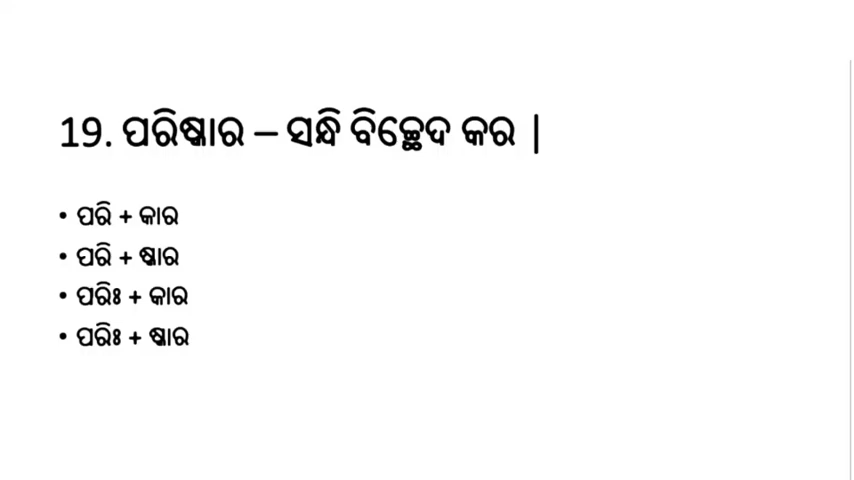 19. ପରିଷ୍କାର – ସନ୍ଧି ବିଚ୍ଛେଦ କର |
• ପରି + କାର
• ପରି + ଷ୍କାର
• ପରିଃ + କାର
• ପରିଃ + ଷ୍କାର